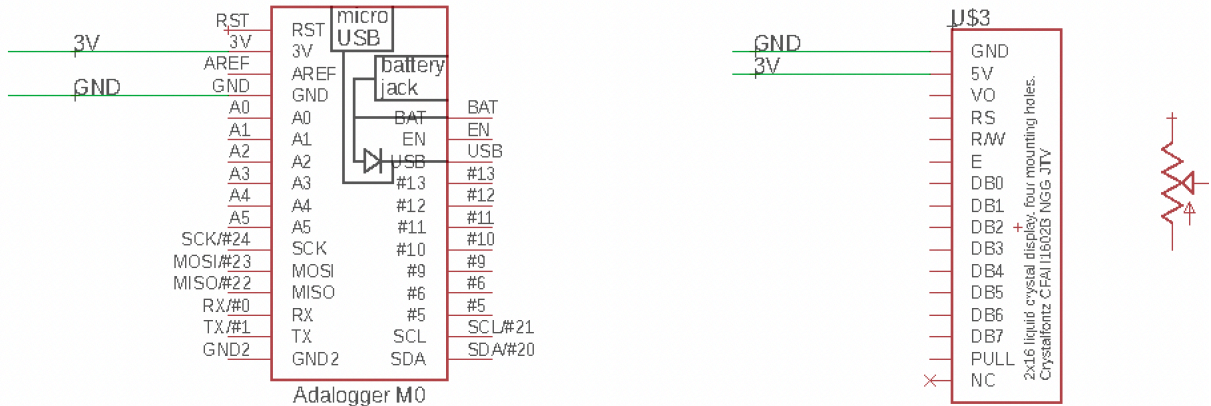 3V
GND
RST
3V
AREF
GND
A0
A1
A2
A3
A4
A5
SCK/#24
MOSI/#23
MISO/#22
RX/#0
TX/#1
GND2
micro
USB
battery
jack
RST
3V
AREF
GND
A0
A1
A2
A3
A4
A5
SCK
MOSI
MISO
RX
TX
GND2
BAT
EN
USB
#13
#12
#11
#10
#9
#6
#5
SCL
SDA
BAT
EN
USB
#13
#12
#11
#10
#9
#6
#5
SCL/#21
SDA/#20
Adalogger M0
U$3
GND
3V
GND
5V
VO
RS
R/W
E
DB0
DB1
DB2
DB3
DB4
DB5
DB6
DB7
PULL
NC
2x16 liquid crystal display, four mounting holes.
Crystalfontz CFAH1602B NGG JTV